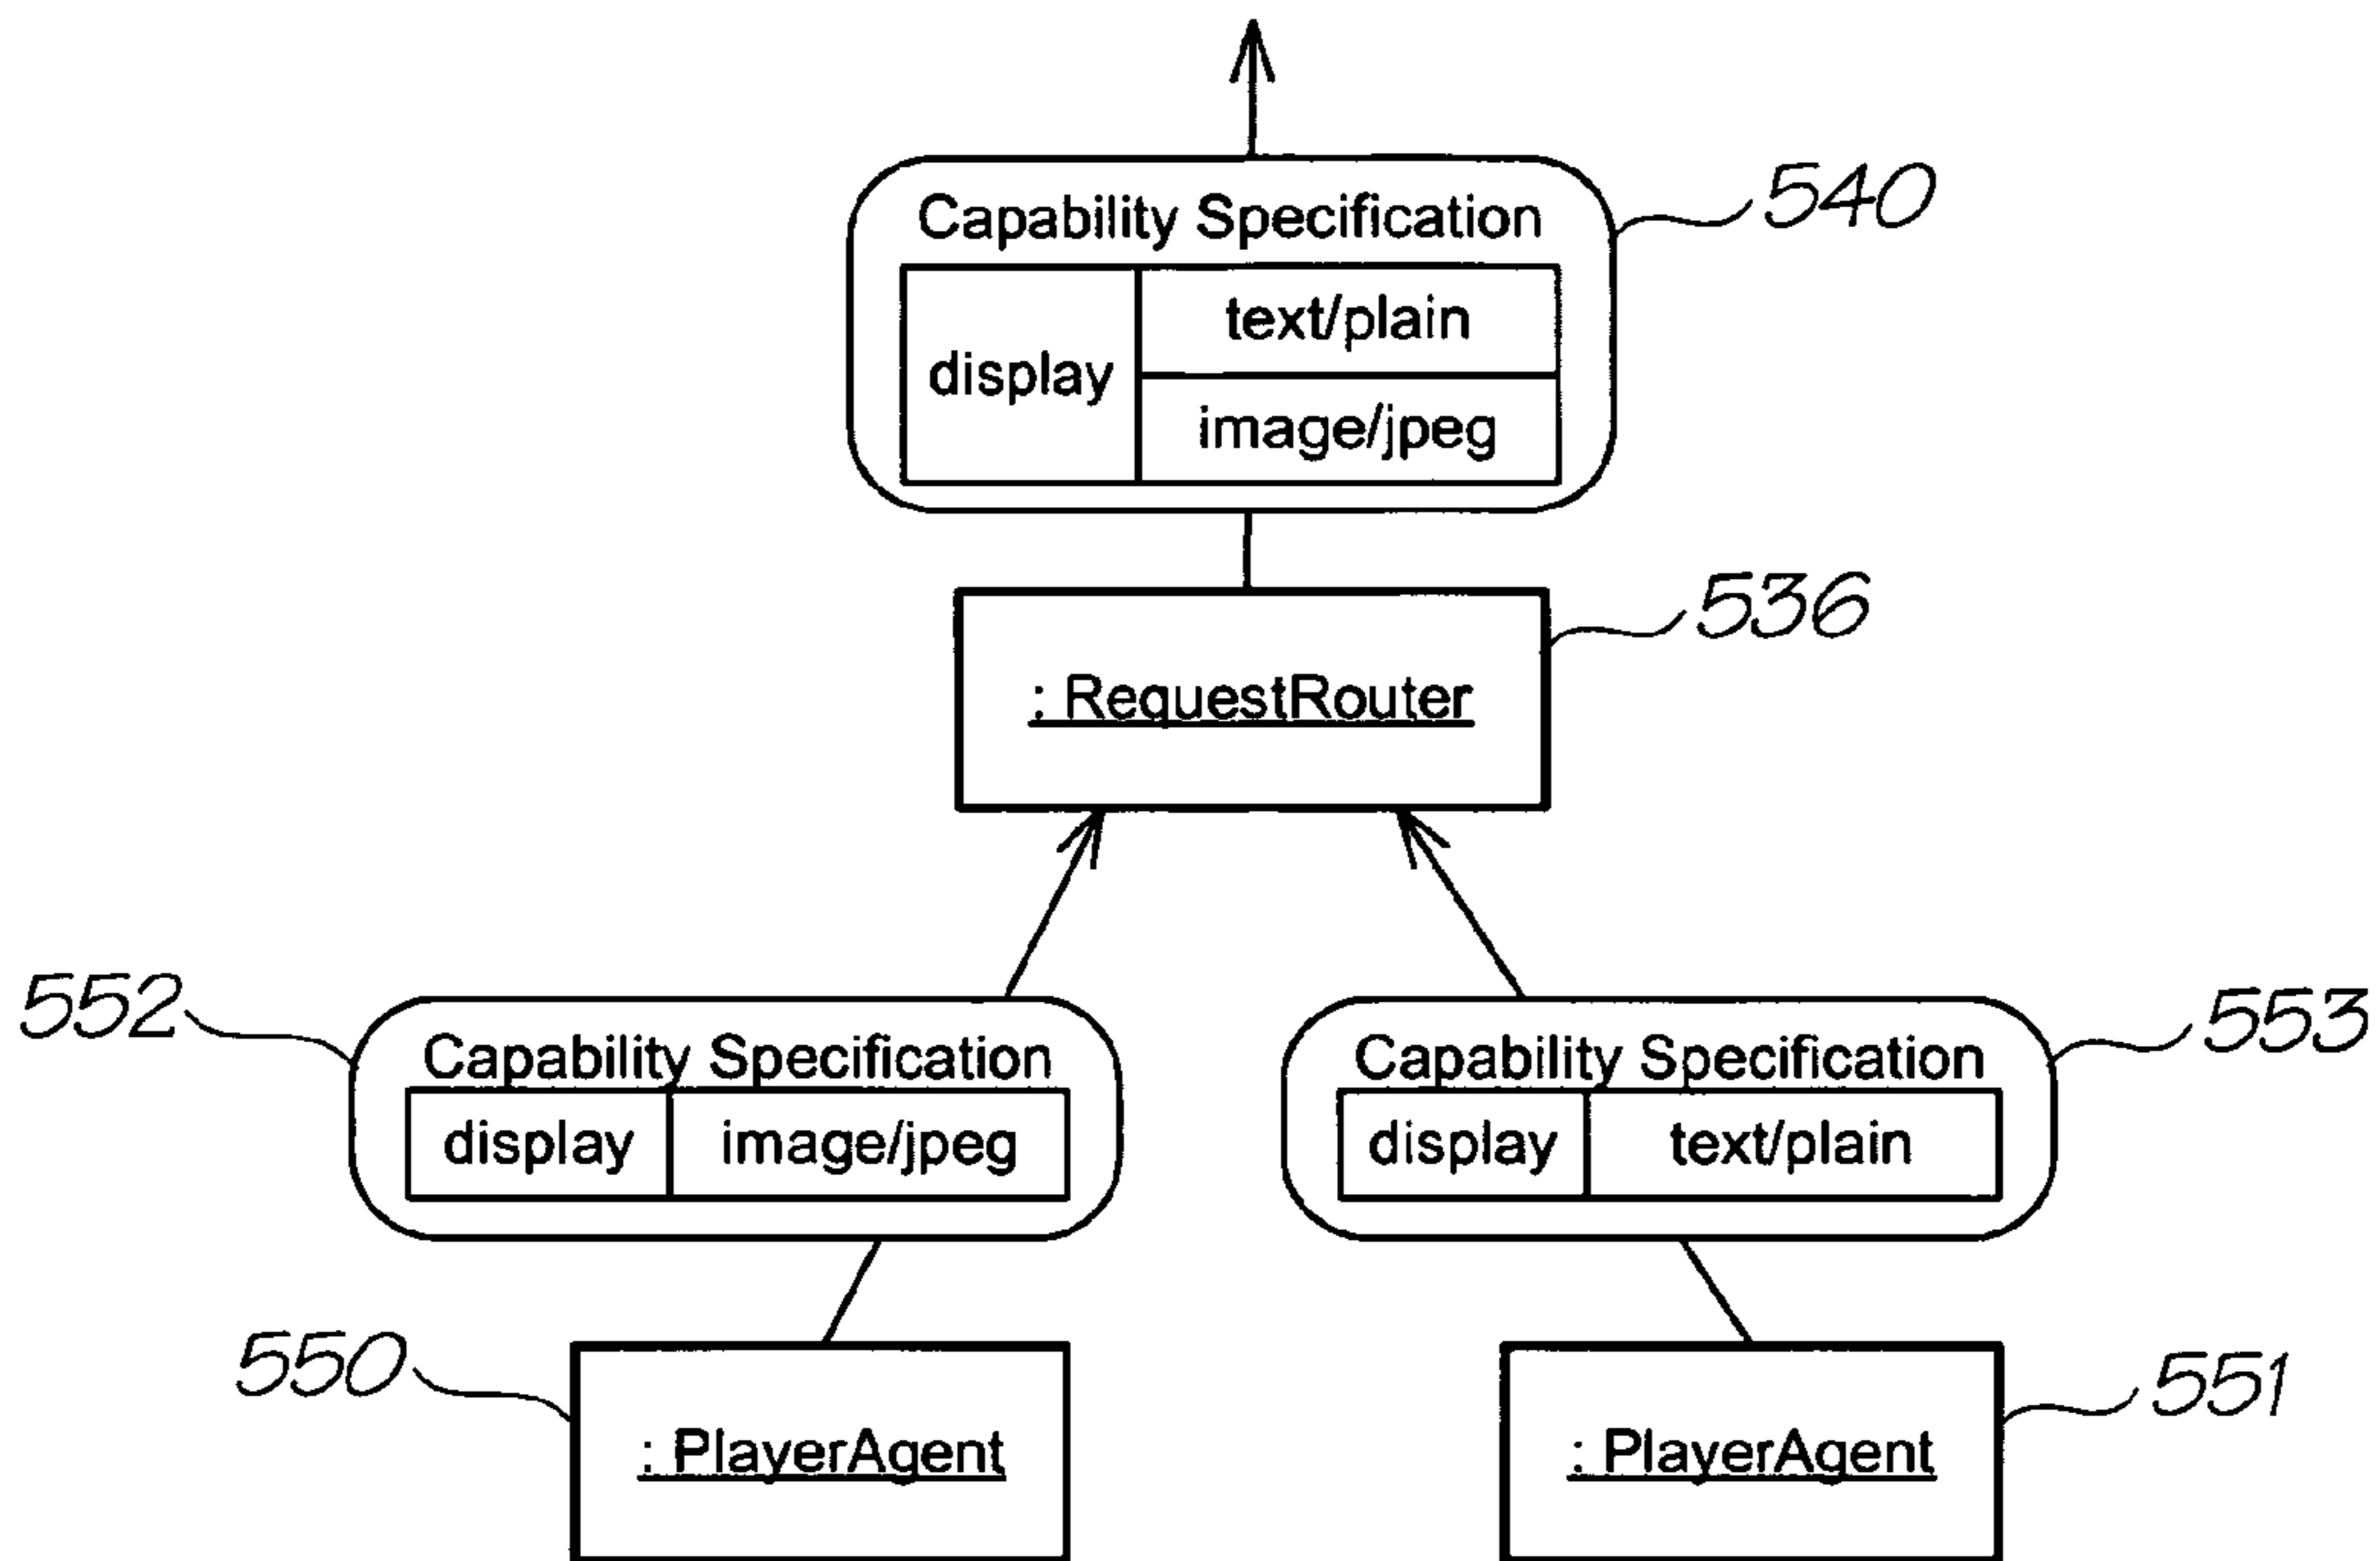 Capability Specification
540
display
text/plain
image/jpeg
536
: RequestRouter
552
Capability Specification
display image/jpeg
553
Capability Specification
display text/plain
550
: PlayerAgent
551
: PlayerAgent